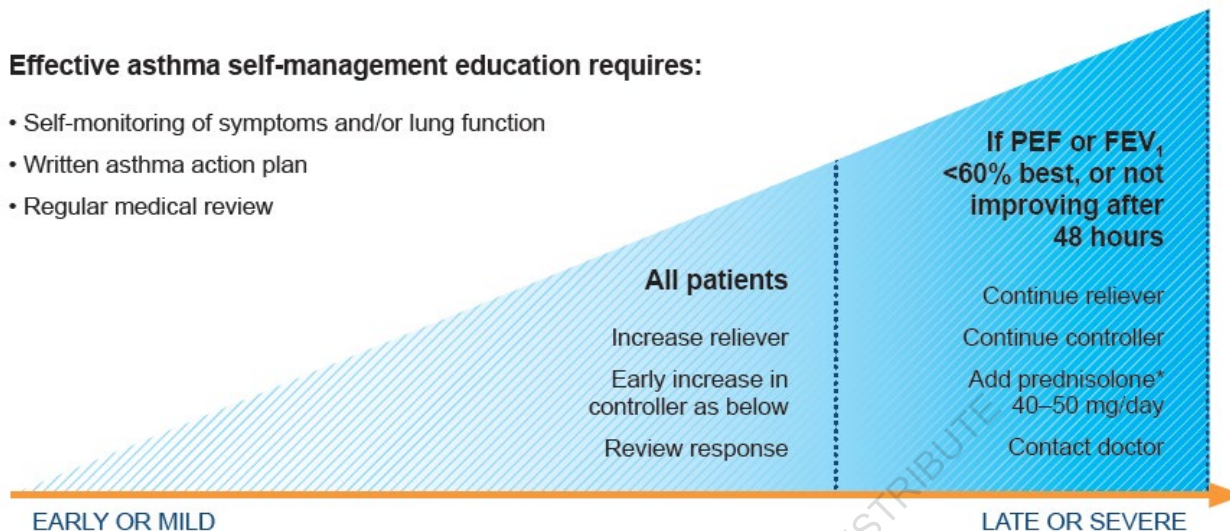 Effective asthma self-management education requires:
• Self-monitoring of symptoms and/or lung function
• Written asthma action plan
• Regular medical review
All patients
Increase reliever
Early increase in
controller as below
Review response
If PEF or FEV₁
<60% best, or not
improving after
48 hours
Continue reliever
Continue controller
Add prednisolone*
40–50 mg/day
Contact doctor
EARLY OR MILD
LATE OR SEVERE